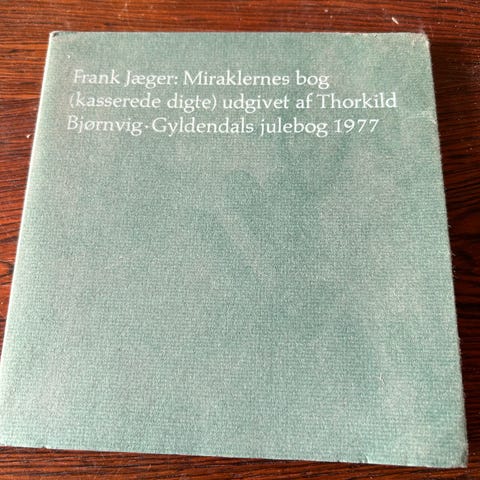 Frank Jæger: Miraklernes bog
(kasserede digte) udgivet af Thorkild
Bjørnvig · Gyldendals julebog 1977